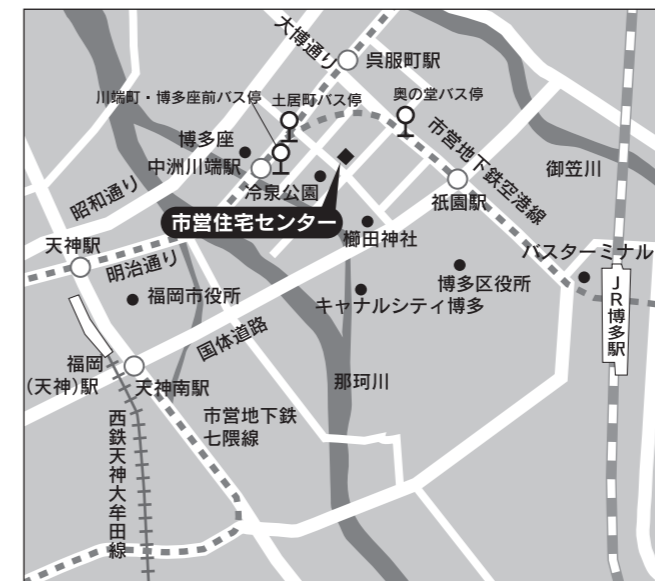 大博通り
呉服町駅
川端町・博多座前バス停
土居町バス停
奥の堂バス停
博多座
中洲川端駅
市営地下鉄空港線
御笠川
冷泉公園
祇園駅
昭和通り
市営住宅センター
櫛田神社
天神駅
明治通り
バスターミナル
博多区役所
福岡市役所
キャナルシティ博多
JR博多駅
国体道路
福岡
(天神)駅
天神南駅
那珂川
市営地下鉄
七隈線
西鉄天神大牟田線